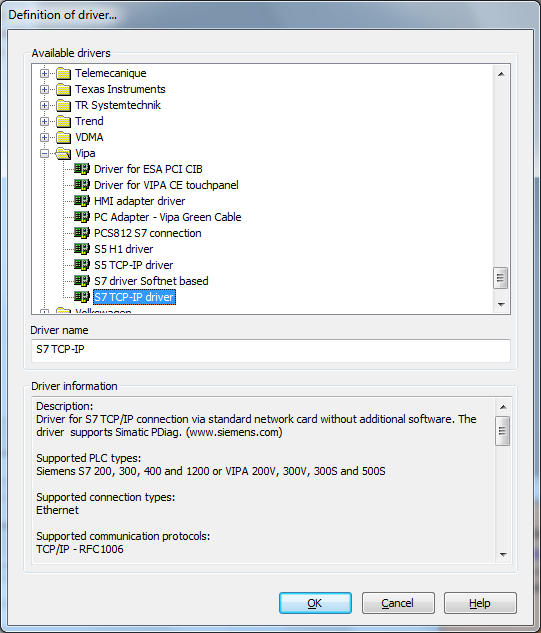 Definition of driver...
Available drivers
Telemecanique
Texas Instruments
TR Systemtechnik
Trend
VDMA
Vipa
Driver for ESA PCI CIB
Driver for VIPA CE touchpanel
HMI adapter driver
PC Adapter - Vipa Green Cable
PCS812 S7 connection
S5 H1 driver
S5 TCP-IP driver
S7 driver Softnet based
S7 TCP-IP driver
Volkswagen
Driver name
S7 TCP-IP
Driver information
Description:
Driver for S7 TCP/IP connection via standard network card without additional software. The
driver  supports Simatic PDiag. (www.siemens.com)
Supported PLC types:
Siemens S7 200, 300, 400 and 1200 or VIPA 200V, 300V, 300S and 500S
Supported connection types:
Ethernet
Supported communication protocols:
TCP/IP - RFC1006
OK
Cancel
Help